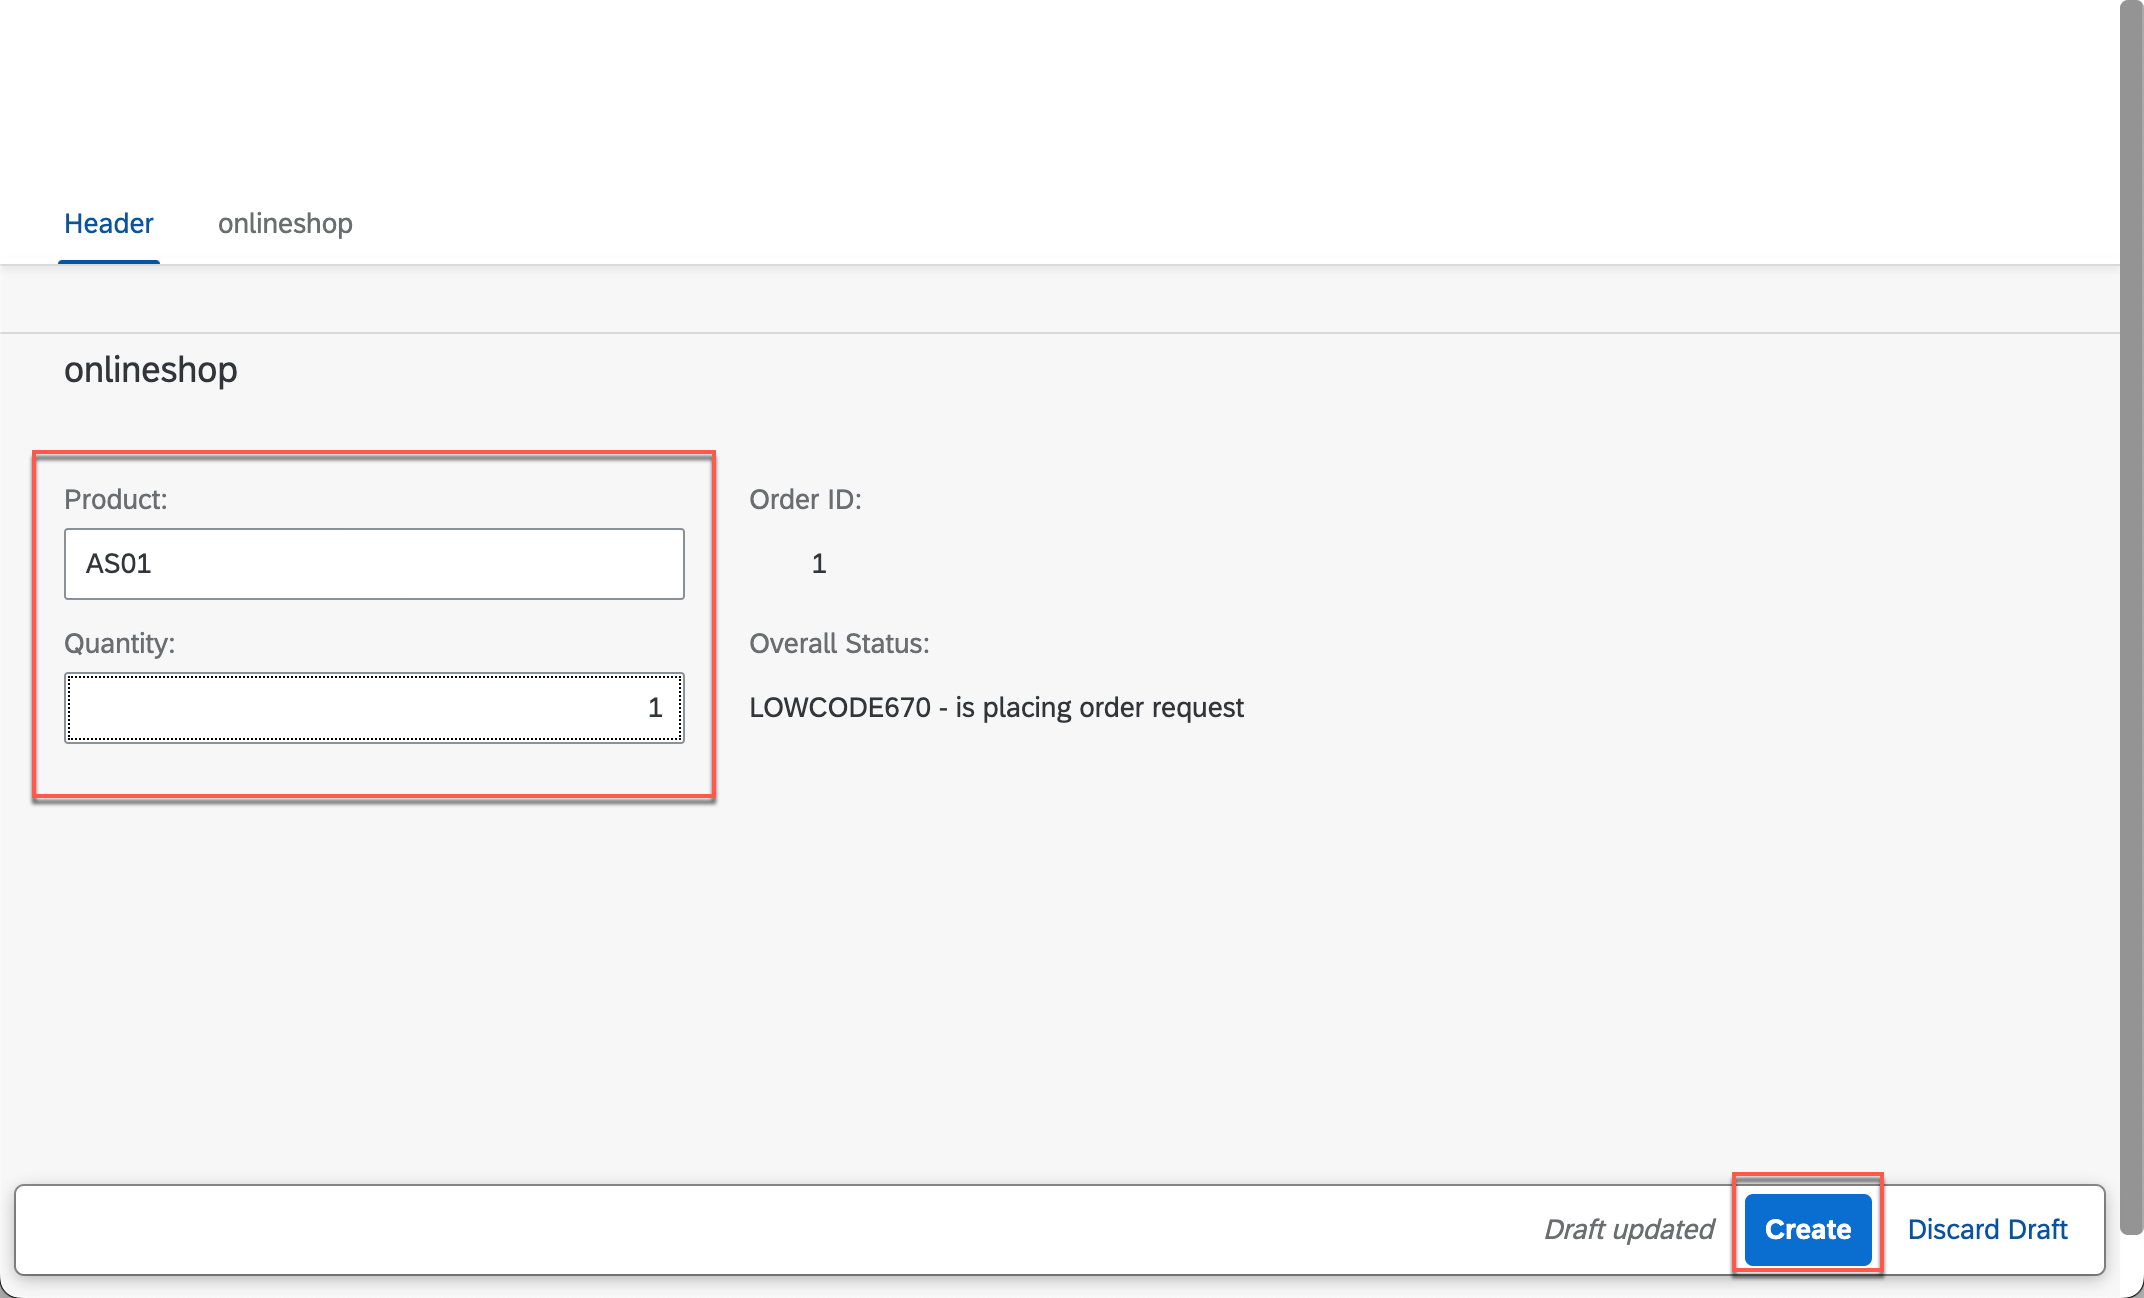 Header onlineshop
onlineshop
Product:
AS01
Quantity:
1
Order ID:
1
Overall Status:
LOWCODE670 - is placing order request
Draft updated Create Discard Draft